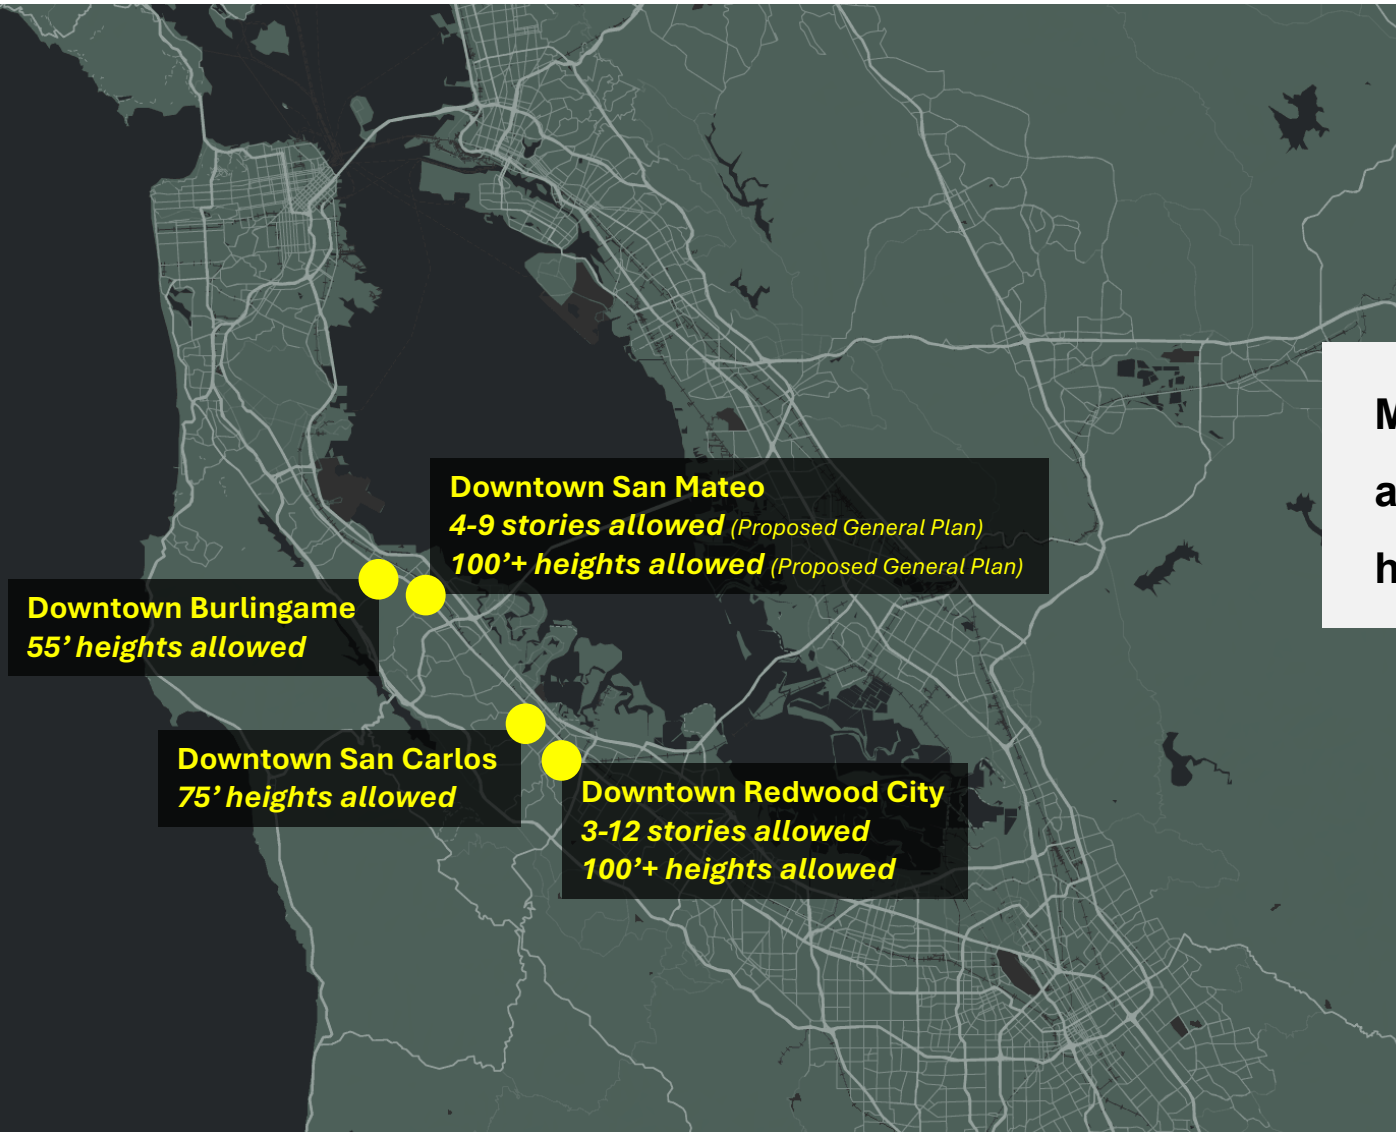 Downtown San Mateo
4-9 stories allowed (Proposed General Plan)
100’+ heights allowed (Proposed General Plan)
Downtown Burlingame
55’ heights allowed
Downtown San Carlos
75’ heights allowed
Downtown Redwood City
3-12 stories allowed
100’+ heights allowed